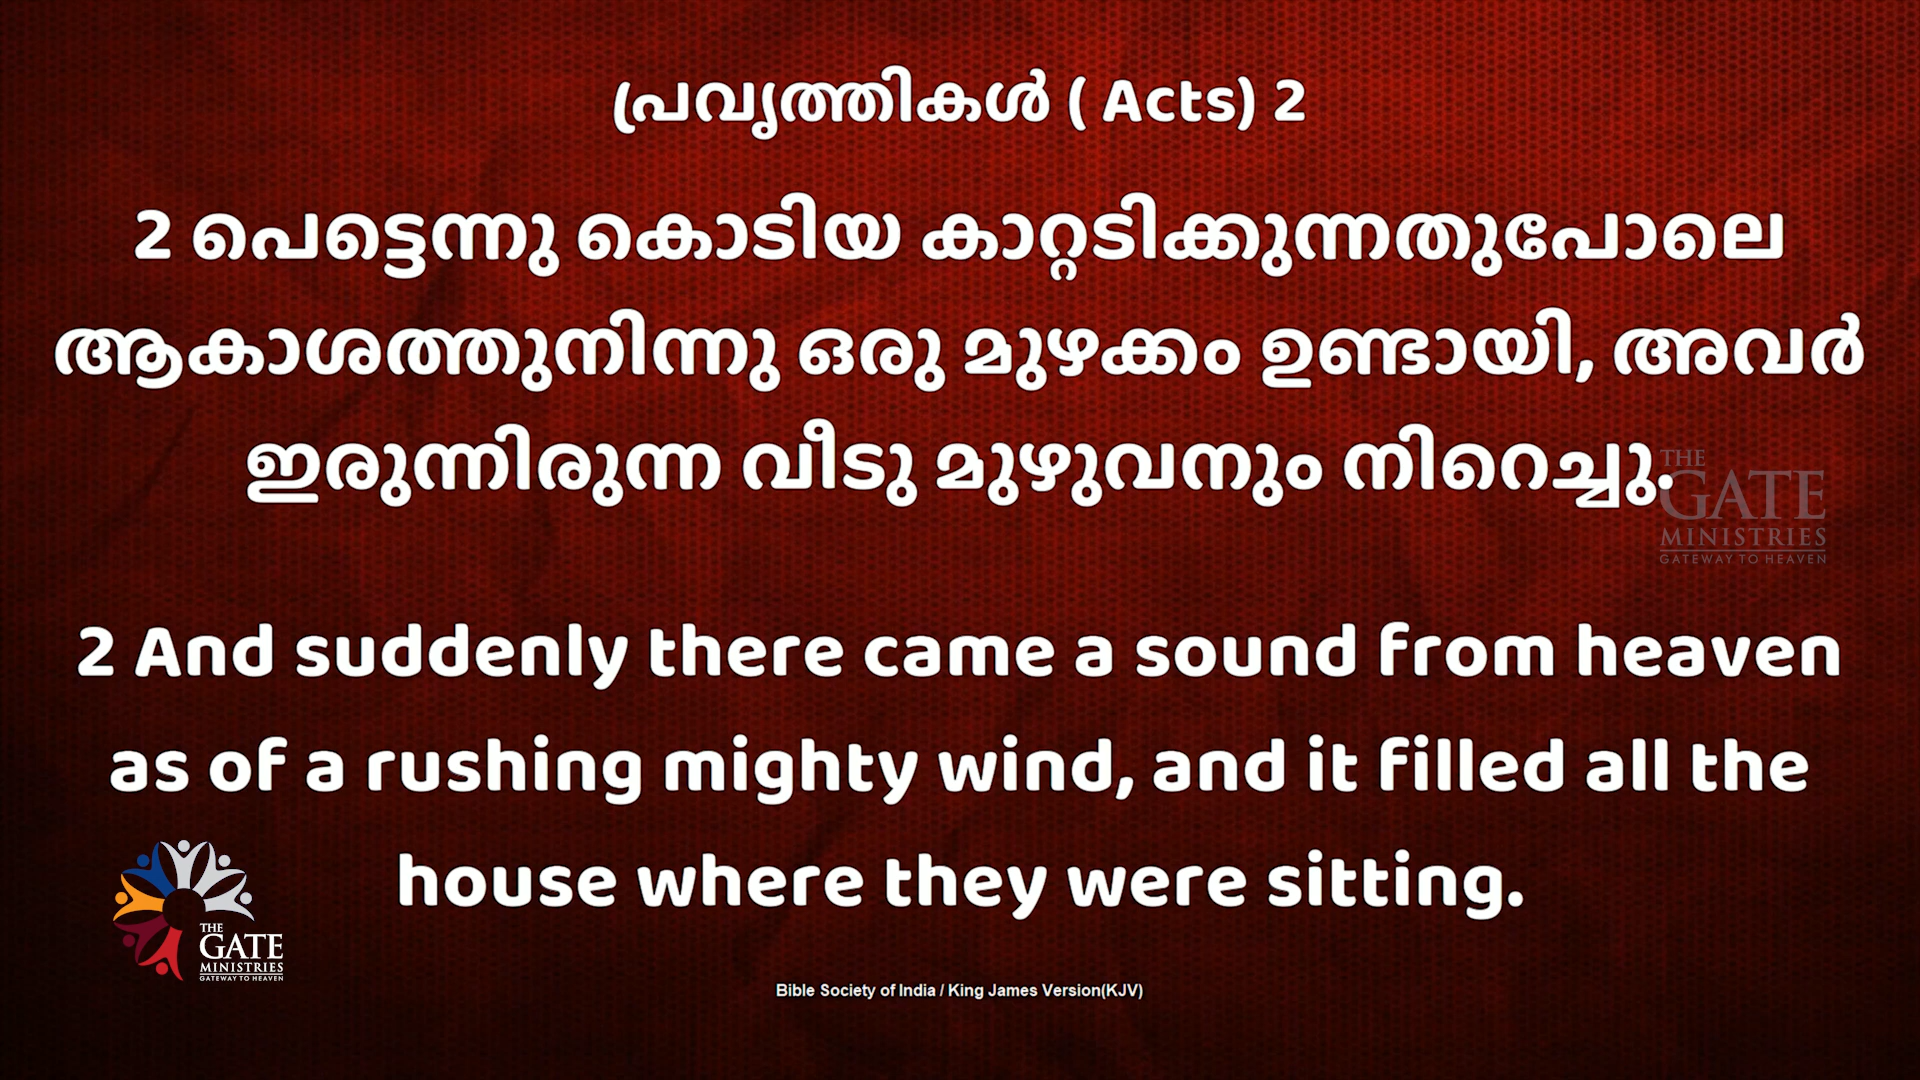 പ്രവൃത്തികൾ ( Acts) 2
2 പെട്ടെന്നു കൊടിയ കാറ്റടിക്കുന്നതുപോലെ
ആകാശത്തുനിന്നു ഒരു മുഴക്കം ഉണ്ടായി, അവർ
ഇരുന്നിരുന്ന വീടു മുഴുവനും നിറെച്ചു.
THE
GATE
MINISTRIES
GATEWAY TO HEAVEN
2 And suddenly there came a sound from heaven
as of a rushing mighty wind, and it filled all the
house where they were sitting.
THE
GATE
MINISTRIES
GATEWAY TO HEAVEN
Bible Society of India / King James Version(KJV)